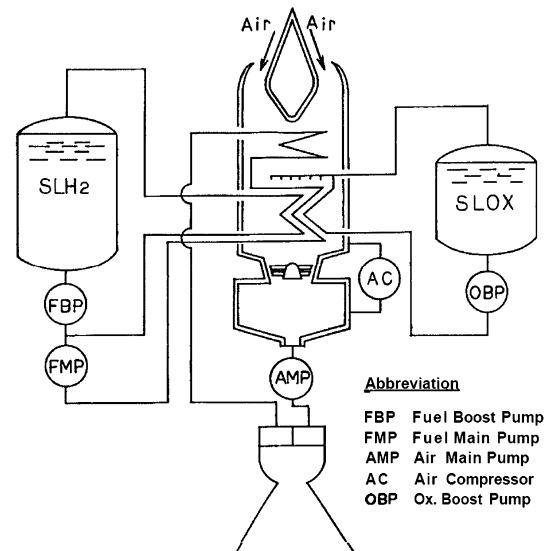 Air Air
SLH2
SLOX
FBP
FMP
AC
OBP
AMP
Abbreviation
FBP Fuel Boost Pump
FMP Fuel Main Pump
AMP Air Main Pump
AC Air Compressor
OBP Ox. Boost Pump